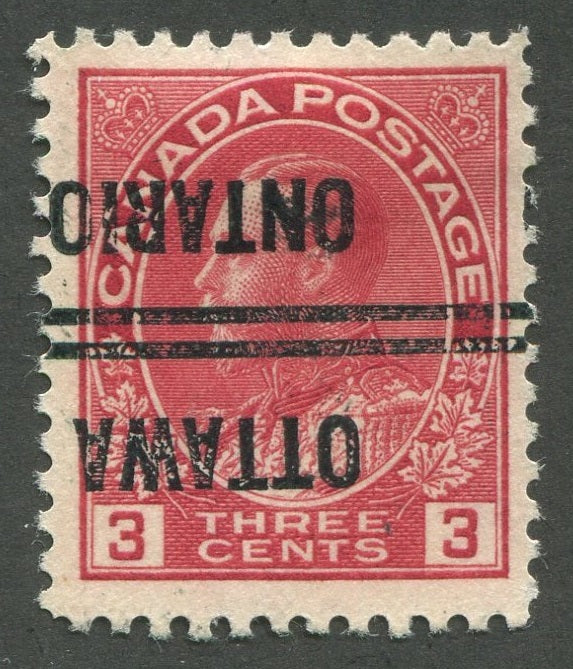 CANADA POSTAGE
OTTAWA
ONTARIO
3 THREE 3
CENTS